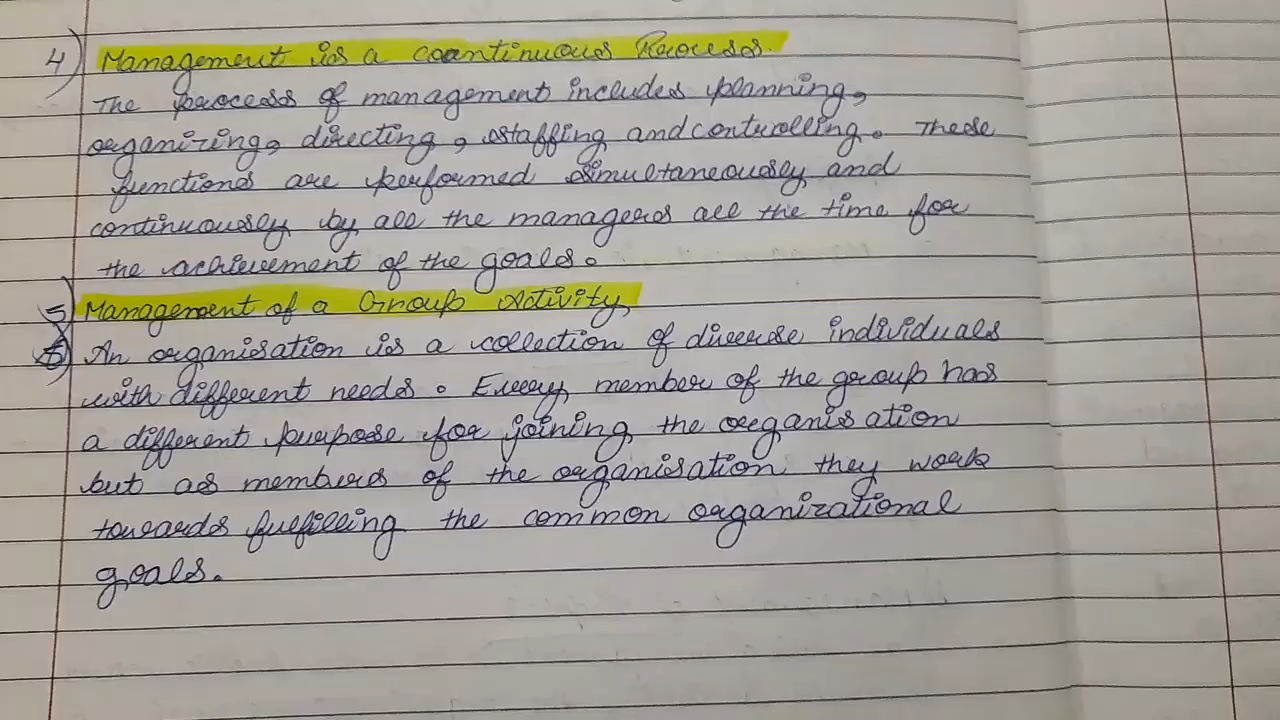 4) Management is a coontinuous Process.
The process of management includes planning,
organizing, directing, staffing and controlling. These
functions are performed simultaneously and
continuously by all the managers all the time for
the achievement of the goals.
5) Management of a Group Activity
An organisation is a collection of diverse individuals
with different needs. Every member of the group has
a different purpose for joining the organisation
but as members of the organisation they work
towards fulfilling the common organizational
goals.